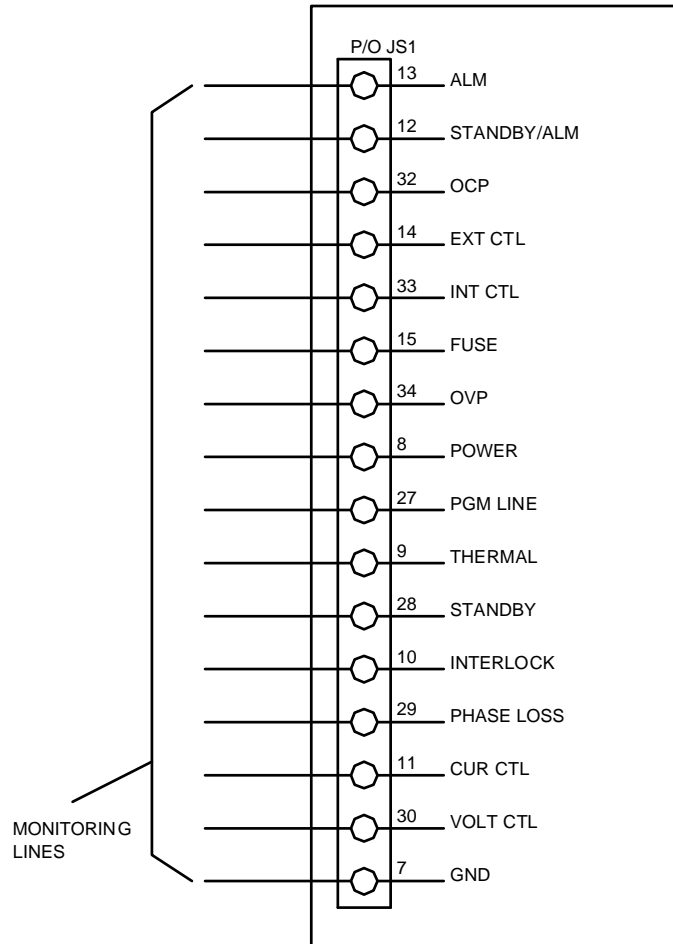 P/O JS1
13 ALM
12 STANDBY/ALM
32 OCP
14 EXT CTL
33 INT CTL
15 FUSE
34 OVP
8 POWER
27 PGM LINE
9 THERMAL
28 STANDBY
10 INTERLOCK
29 PHASE LOSS
11 CUR CTL
30 VOLT CTL
7 GND
MONITORING
LINES